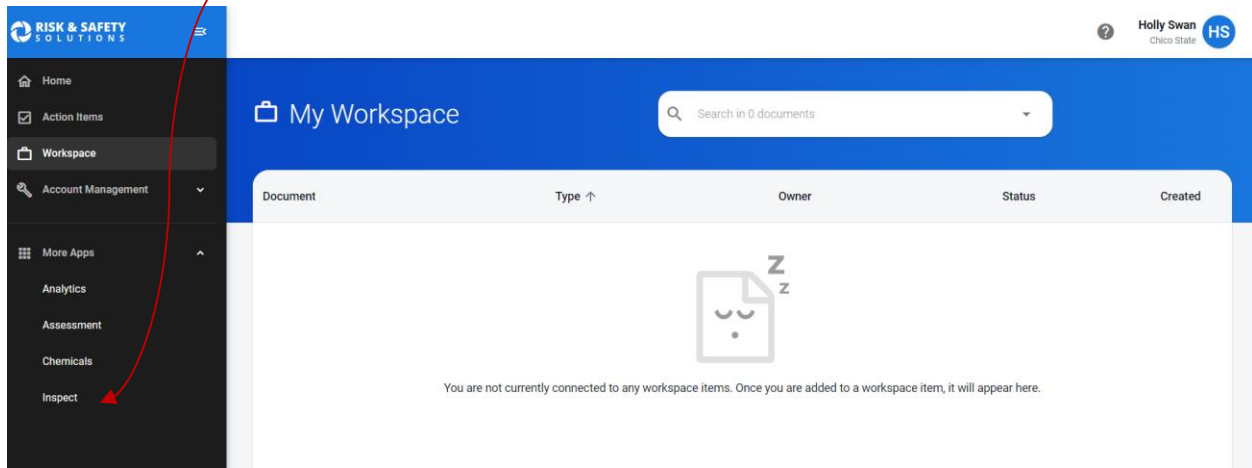 RISK & SAFETY
SOLUTIONS
Holly Swan
Chico State
HS
Home
Action Items
Workspace
Account Management
More Apps
Analytics
Assessment
Chemicals
Inspect
My Workspace
Search in 0 documents
Document Type ↑ Owner Status Created
Z
z
You are not currently connected to any workspace items. Once you are added to a workspace item, it will appear here.